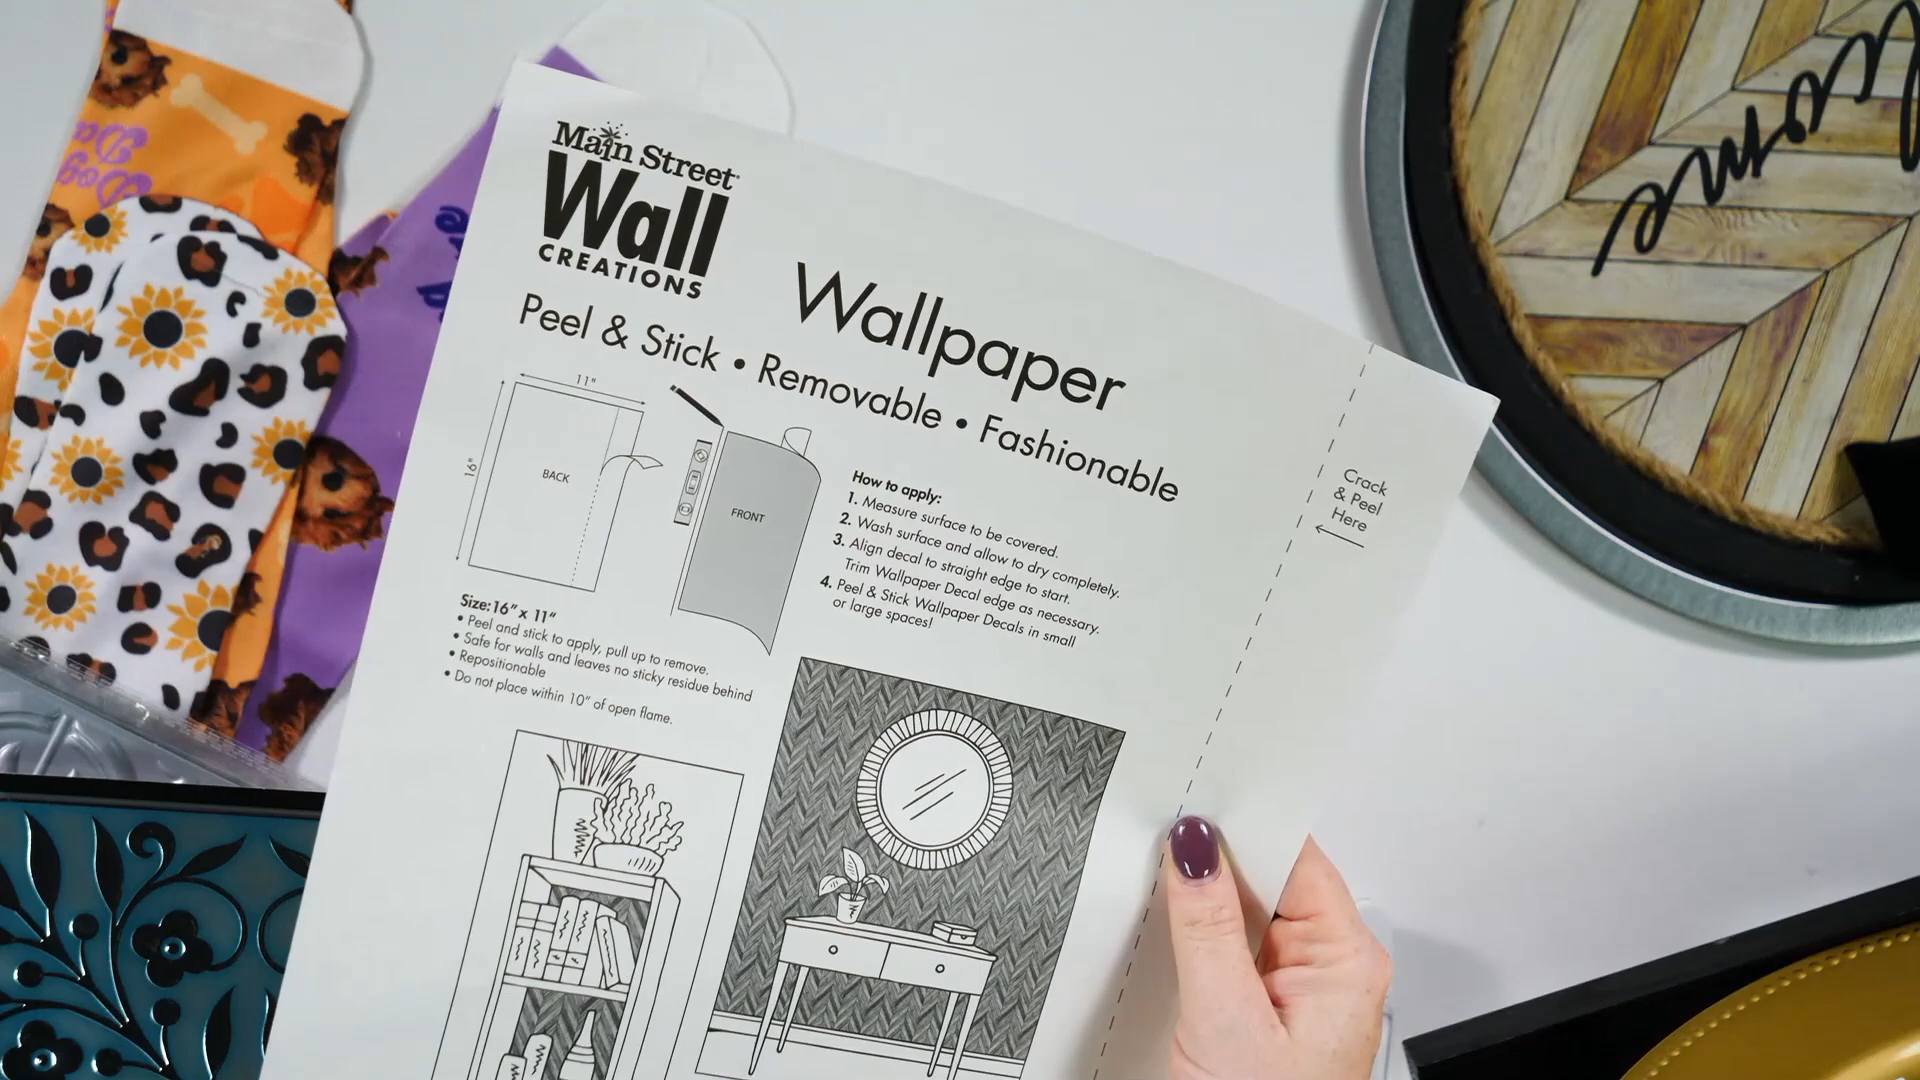 Main Street
Wall
CREATIONS
Wallpaper
Peel & Stick • Removable • Fashionable
11"
16"
BACK
FRONT
How to apply:
1. Measure surface to be covered.
2. Wash surface and allow to dry completely.
3. Align decal to straight edge to start.
Trim Wallpaper Decal edge as necessary.
4. Peel & Stick Wallpaper Decals in small
or large spaces!
Size:16" x 11"
• Peel and stick to apply, pull up to remove.
• Safe for walls and leaves no sticky residue behind
• Repositionable
• Do not place within 10" of open flame.
Crack
& Peel
Here